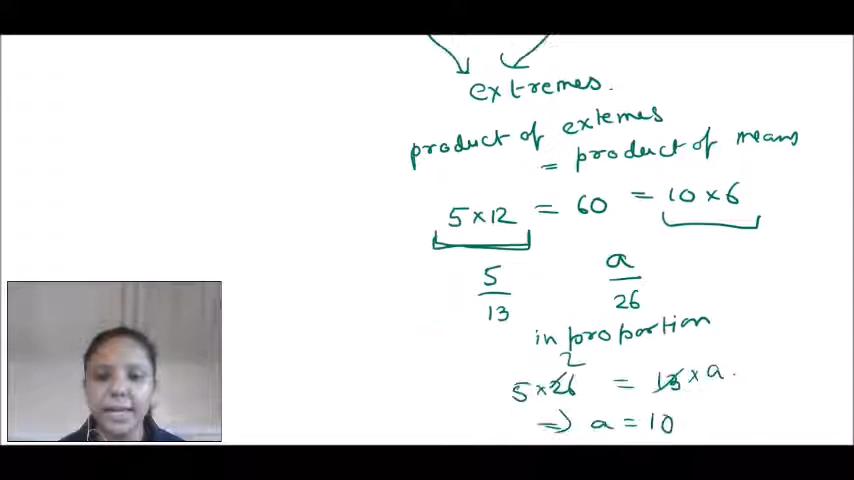 extremes.
product of extemes
= product of means
5 × 12 = 60 = 10 × 6
5/13 a/26
in proportion
2
5 × 26 = 13 × a.
⇒ a = 10